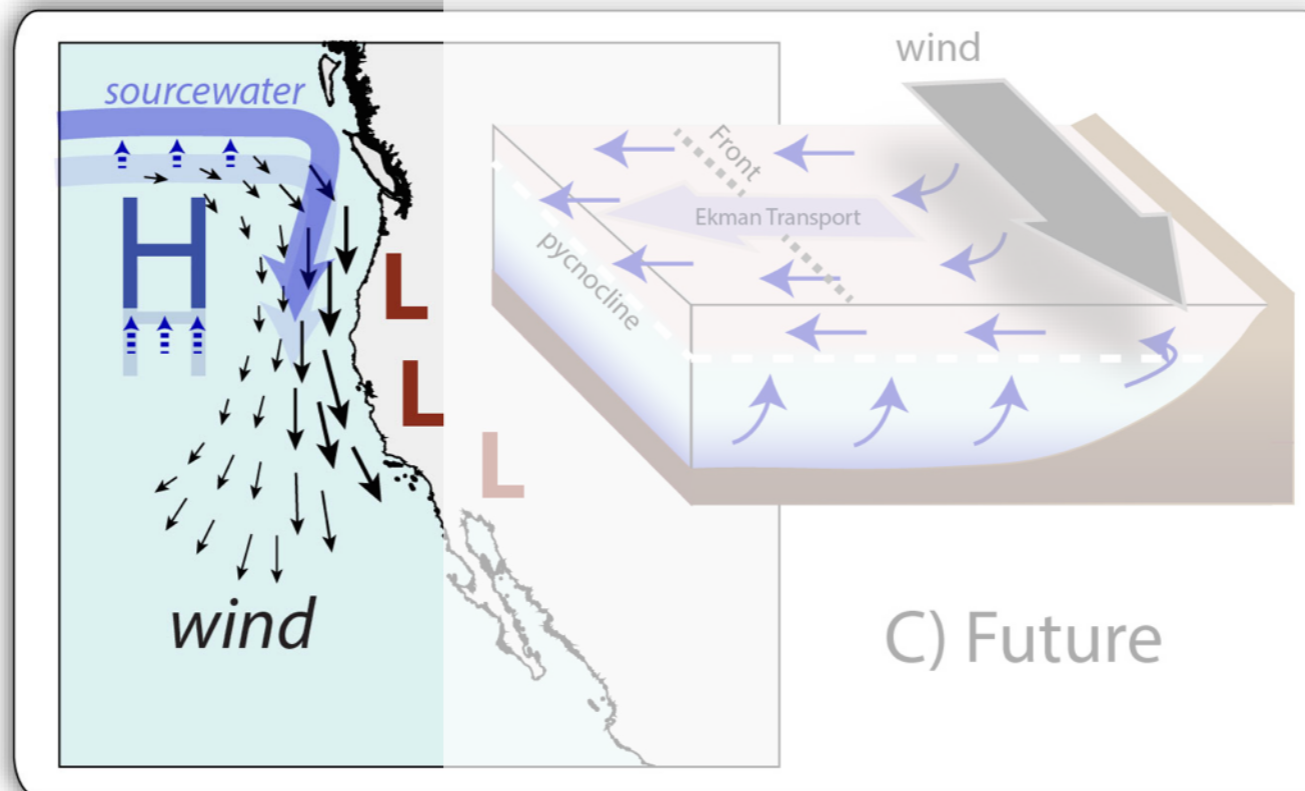 sourcewater
H
L
L
L
wind
wind
Front
Ekman Transport
pycnocline
C) Future